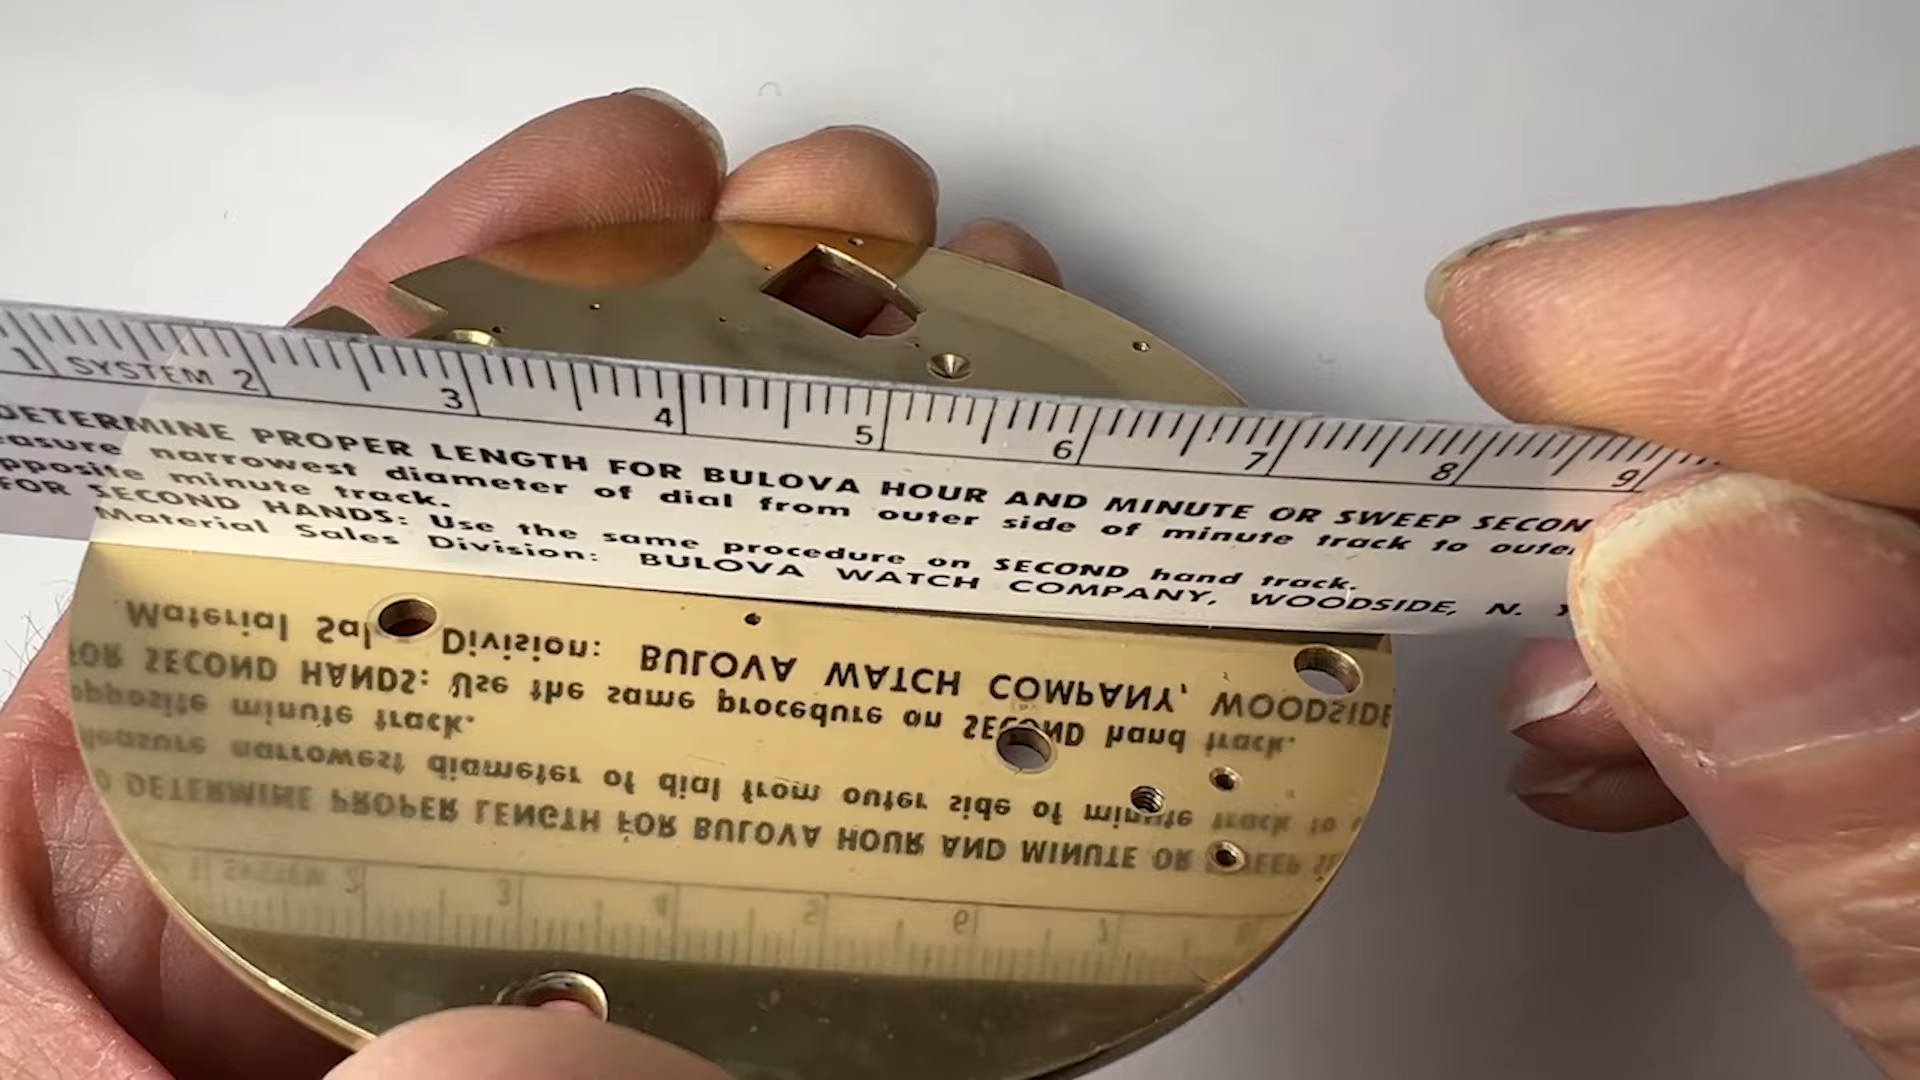 1 SYSTEM 2 3 4 5 6 7 8 9
DETERMINE PROPER LENGTH FOR BULOVA HOUR AND MINUTE OR SWEEP SECON
easure narrowest diameter of dial from outer side of minute track to oute
pposite minute track.
FOR SECOND HANDS: Use the same procedure on SECOND hand track.
Material Sales Division: BULOVA WATCH COMPANY, WOODSIDE, N.